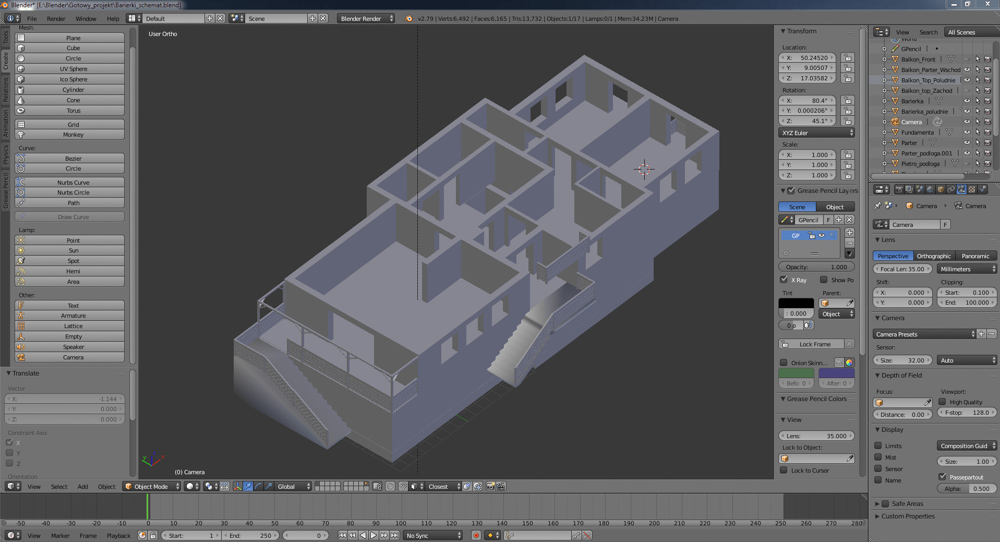 Blender* [E:\Blender\Gotowy_projekt\Barierki_schemat.blend]
File Render Window Help Default Scene Blender Render v2.79 | Verts:6,492 | Faces:6,165 | Tris:13,732 | Objects:1/17 | Lamps:0/1 | Mem:34.23M | Camera
View Search All Scenes
User Ortho
Tools
Create
Relations
Animation
Physics
Grease Pencil
Mesh:
Plane
Cube
Circle
UV Sphere
Ico Sphere
Cylinder
Cone
Torus
Grid
Monkey
Curve:
Bezier
Circle
Nurbs Curve
Nurbs Circle
Path
Draw Curve
Lamp:
Point
Sun
Spot
Hemi
Area
Other:
Text
Armature
Lattice
Empty
Speaker
Camera
Translate
Vector
X: -1.244
Y: 0.000
Z: 0.000
Constraint Axis
X
Y
Z
Orientation
(0) Camera
Transform
Location:
X: 50.24520
Y: 9.00507
Z: 17.03582
Rotation:
X: 80.4°
Y: 0.000206°
Z: 45.1°
XYZ Euler
Scale:
X: 1.000
Y: 1.000
Z: 1.000
Grease Pencil Layers
Scene Object
GPencil F
GP
Opacity: 1.000
X Ray Show Po
Tint Parent:
: 0.000 Object
0 p
Lock Frame
Onion Skinn..
Befo: 0 After: 0
Grease Pencil Colors
View
Lens: 35.000
Lock to Object:
Lock to Cursor
World
GPencil
Balkon_Front
Balkon_Parter_Wschod
Balkon_Top_Poludnie
Balkon_top_Zachod
Barierka
Barierka_poludnie
Camera
Fundamenta
Parter
Parter_podloga.001
Pietro_podloga
Camera Camera
Camera F
Lens
Perspective Orthographic Panoramic
Focal Len: 35.00 Millimeters
Shift: Clipping:
X: 0.000 Start: 0.100
Y: 0.000 End: 100.000
Camera
Camera Presets
Sensor:
Size: 32.00 Auto
Depth of Field
Focus: Viewport:
High Quality
Distance: 0.00 F-stop: 128.0
Display
Limits Composition Guid
Mist Size: 1.00
Sensor Passepartout
Name Alpha: 0.500
Safe Areas
Custom Properties
View Select Add Object Object Mode Global Closest
-50 -40 -30 -20 -10 0 10 20 30 40 50 60 70 80 90 100 110 120 130 140 150 160 170 180 190 200 210 220 230 240 250 260 270 280
View Marker Frame Playback Start: 1 End: 250 0 No Sync